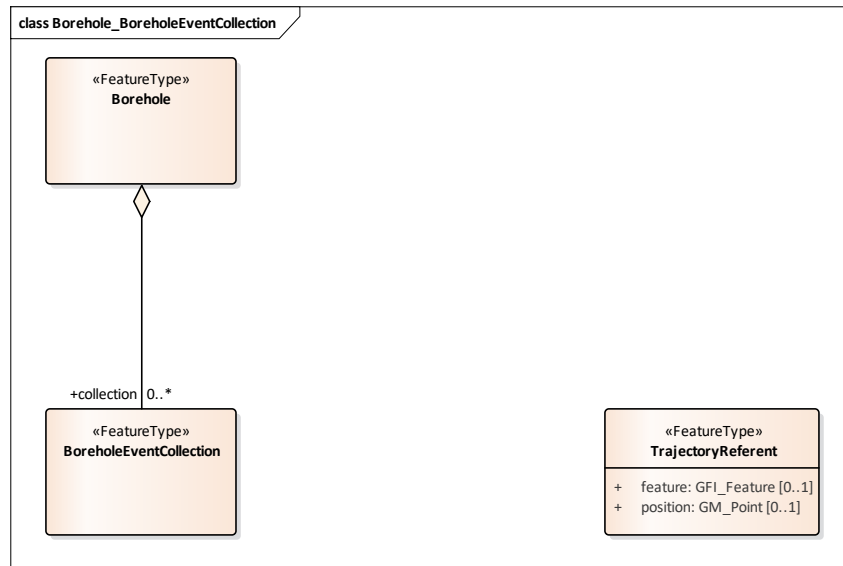 class Borehole_BoreholeEventCollection
«FeatureType»
Borehole
+collection 0..*
«FeatureType»
BoreholeEventCollection
«FeatureType»
TrajectoryReferent
+ feature: GFI_Feature [0..1]
+ position: GM_Point [0..1]